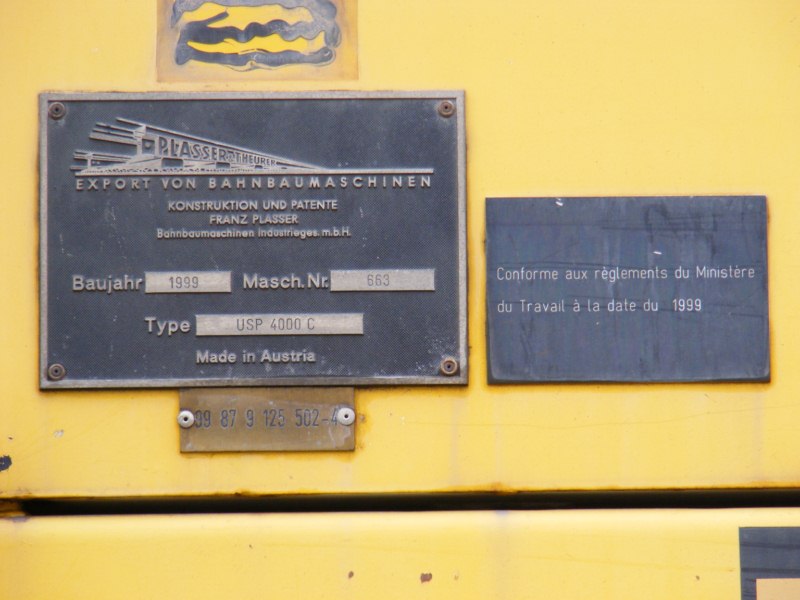 PLASSER & THEURER
EXPORT VON BAHNBAUMASCHINEN
KONSTRUKTION UND PATENTE
FRANZ PLASSER
Bahnbaumaschinen Industrieges.m.b.H.
Baujahr 1999 Masch.Nr. 663
Type USP 4000 C
Made in Austria
99 87 9 125 502-4
Conforme aux règlements du Ministère
du Travail à la date du 1999